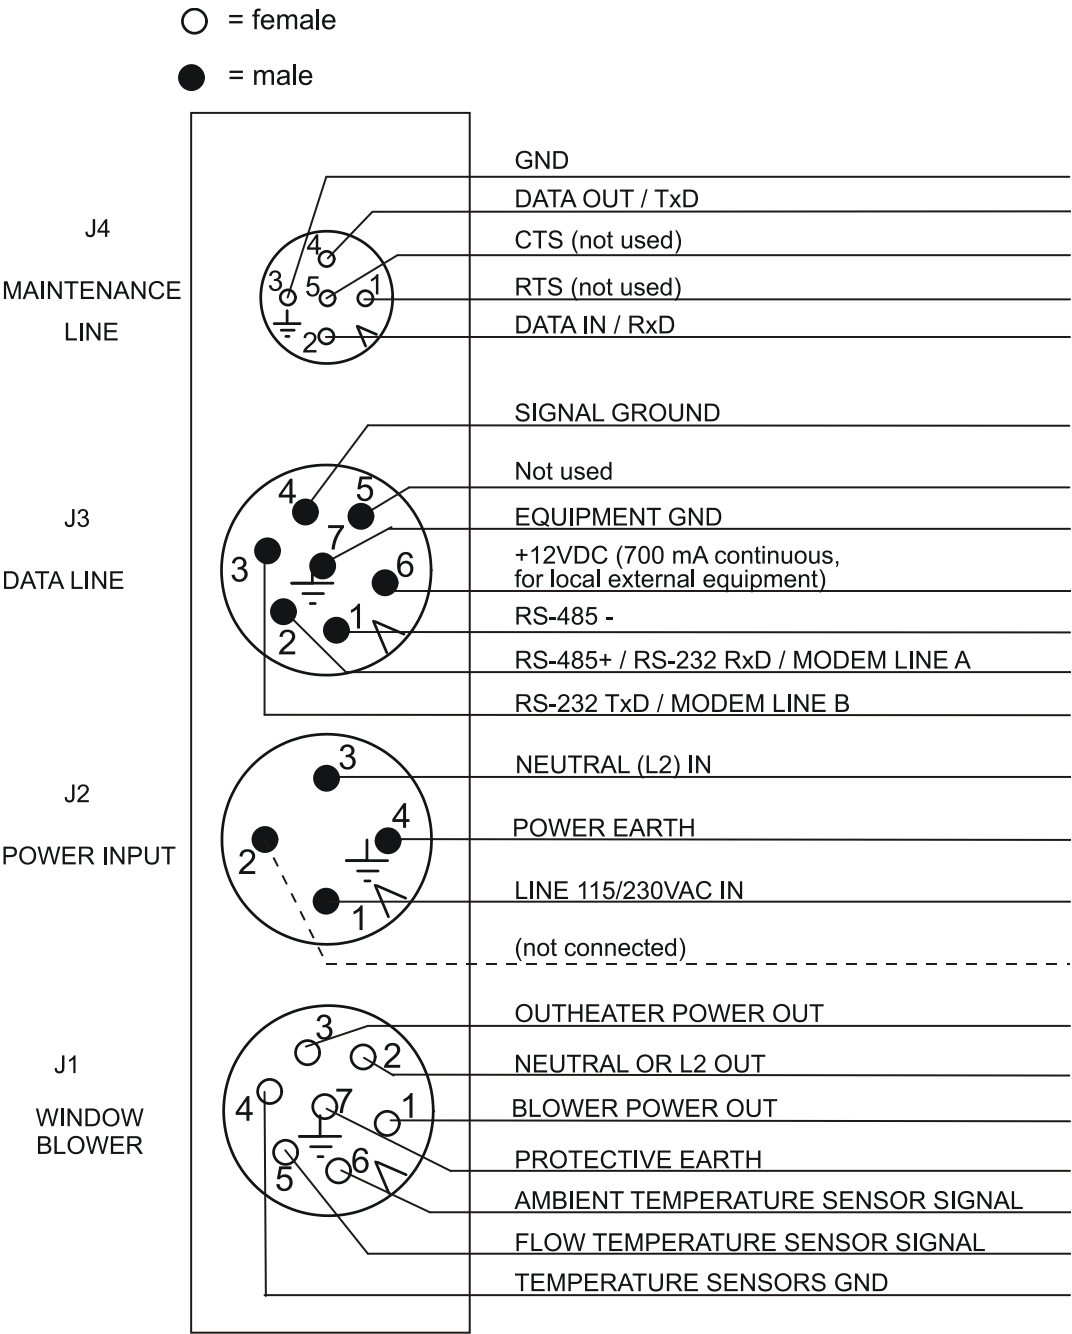 = female
= male
J4
MAINTENANCE
LINE
4
3
5
1
2
GND
DATA OUT / TxD
CTS (not used)
RTS (not used)
DATA IN / RxD
J3
DATA LINE
4
5
7
3
6
1
2
SIGNAL GROUND
Not used
EQUIPMENT GND
+12VDC (700 mA continuous,
for local external equipment)
RS-485 -
RS-485+ / RS-232 RxD / MODEM LINE A
RS-232 TxD / MODEM LINE B
J2
POWER INPUT
3
4
2
1
NEUTRAL (L2) IN
POWER EARTH
LINE 115/230VAC IN
(not connected)
J1
WINDOW
BLOWER
3
2
4
7
1
5
6
OUTHEATER POWER OUT
NEUTRAL OR L2 OUT
BLOWER POWER OUT
PROTECTIVE EARTH
AMBIENT TEMPERATURE SENSOR SIGNAL
FLOW TEMPERATURE SENSOR SIGNAL
TEMPERATURE SENSORS GND